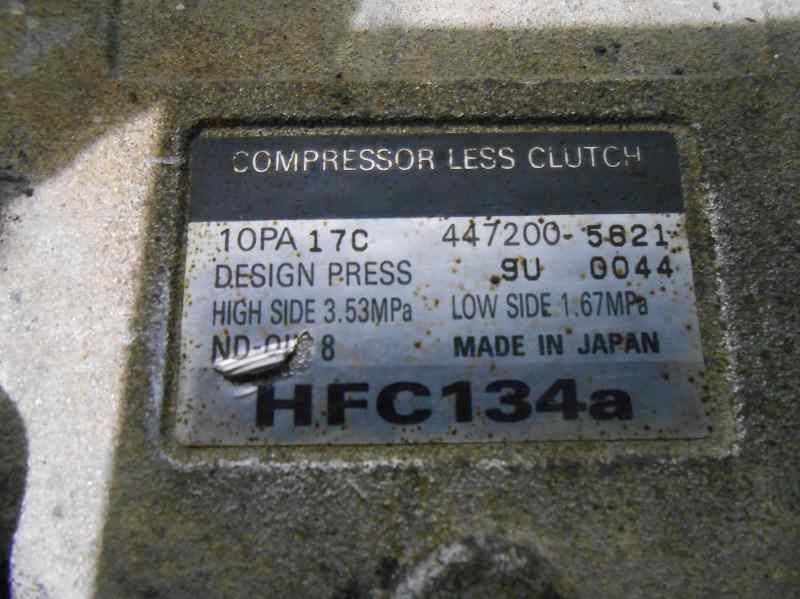 COMPRESSOR LESS CLUTCH
10PA 17C 447200-5821
DESIGN PRESS 9U 0044
HIGH SIDE 3.53MPa LOW SIDE 1.67MPa
8 MADE IN JAPAN
HFC134a